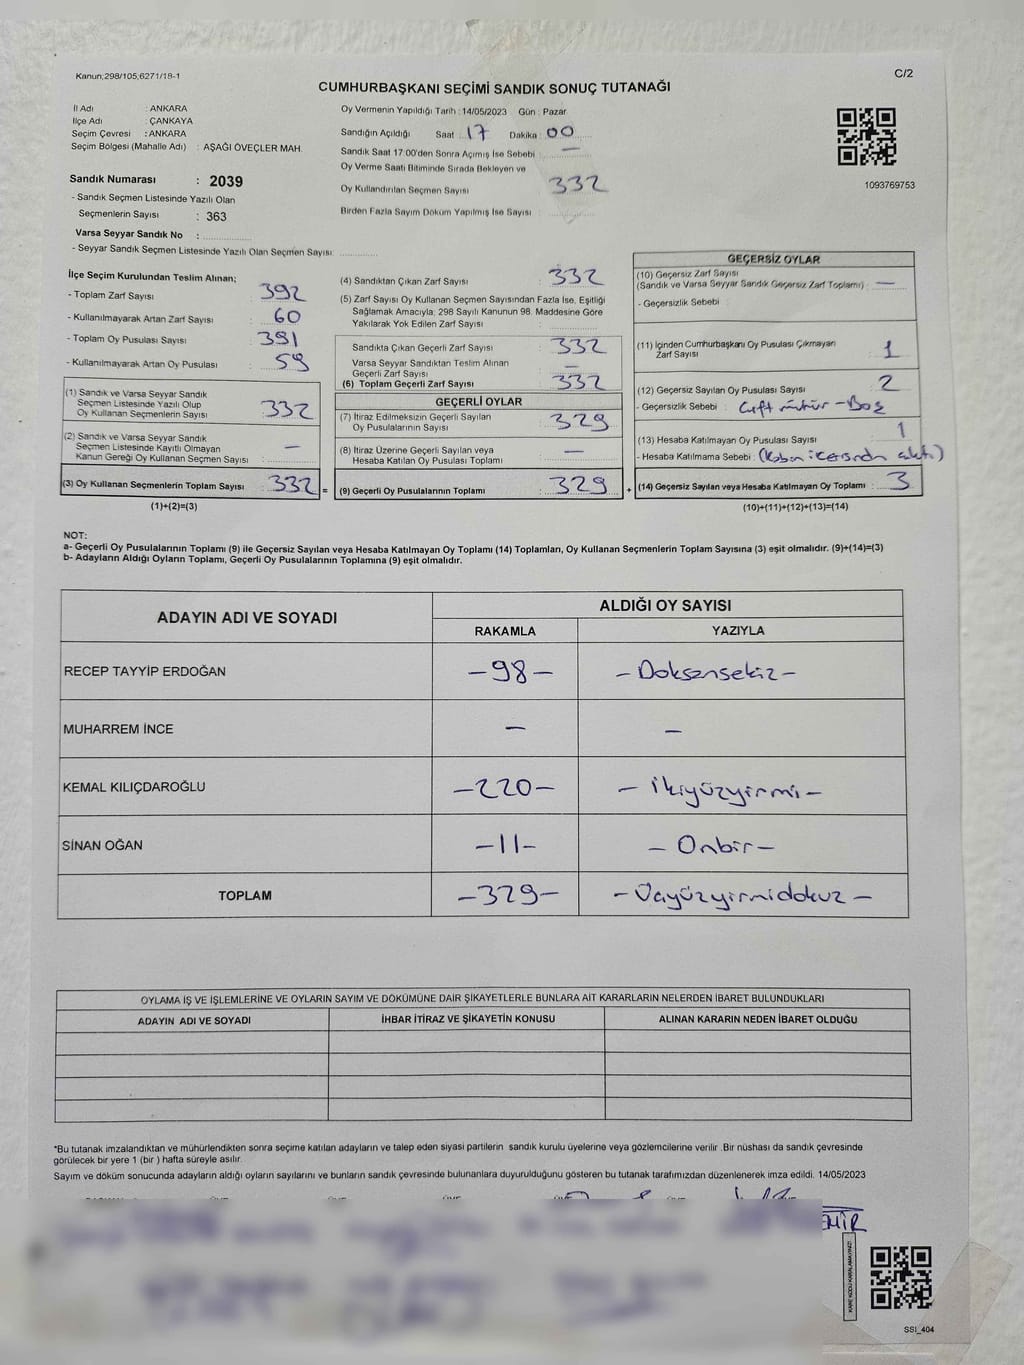 Kanun;298/105,6271/18-1
C/2
CUMHURBAŞKANI SEÇİMİ SANDIK SONUÇ TUTANAĞI
İl Adı : ANKARA
İlçe Adı : ÇANKAYA
Seçim Çevresi : ANKARA
Seçim Bölgesi (Mahalle Adı) : AŞAĞI ÖVEÇLER MAH.
Sandık Numarası : 2039
- Sandık Seçmen Listesinde Yazılı Olan
Seçmenlerin Sayısı : 363
Varsa Seyyar Sandık No :
- Seyyar Sandık Seçmen Listesinde Yazılı Olan Seçmen Sayısı:
Oy Vermenin Yapıldığı Tarih : 14/05/2023 Gün : Pazar
Sandığın Açıldığı Saat : 17 Dakika : 00
Sandık Saat 17:00'den Sonra Açılmış İse Sebebi : —
Oy Verme Saati Bitiminde Sırada Bekleyen ve
Oy Kullandırılan Seçmen Sayısı 332
Birden Fazla Sayım Döküm Yapılmış İse Sayısı :
1093769753
İlçe Seçim Kurulundan Teslim Alınan;
- Toplam Zarf Sayısı 392
- Kullanılmayarak Artan Zarf Sayısı : 60
- Toplam Oy Pusulası Sayısı : 391
- Kullanılmayarak Artan Oy Pusulası : 59
(1) Sandık ve Varsa Seyyar Sandık
Seçmen Listesinde Yazılı Olup
Oy Kullanan Seçmenlerin Sayısı : 332
(2) Sandık ve Varsa Seyyar Sandık
Seçmen Listesinde Kayıtlı Olmayan
Kanun Gereği Oy Kullanan Seçmen Sayısı : —
(3) Oy Kullanan Seçmenlerin Toplam Sayısı : 332 =
(1)+(2)=(3)
(4) Sandıktan Çıkan Zarf Sayısı : 332
(5) Zarf Sayısı Oy Kullanan Seçmen Sayısından Fazla İse, Eşitliği
Sağlamak Amacıyla; 298 Sayılı Kanunun 98. Maddesine Göre
Yakılarak Yok Edilen Zarf Sayısı :
Sandıkta Çıkan Geçerli Zarf Sayısı : 332
Varsa Seyyar Sandıktan Teslim Alınan
Geçerli Zarf Sayısı : —
(6) Toplam Geçerli Zarf Sayısı : 332
GEÇERLİ OYLAR
(7) İtiraz Edilmeksizin Geçerli Sayılan
Oy Pusulalarının Sayısı : 329
(8) İtiraz Üzerine Geçerli Sayılan veya
Hesaba Katılan Oy Pusulası Toplamı : —
(9) Geçerli Oy Pusulalarının Toplamı : 329 +
GEÇERSİZ OYLAR
(10) Geçersiz Zarf Sayısı
(Sandık ve Varsa Seyyar Sandık Geçersiz Zarf Toplamı) : —
- Geçersizlik Sebebi :
(11) İçinden Cumhurbaşkanı Oy Pusulası Çıkmayan
Zarf Sayısı : 1
(12) Geçersiz Sayılan Oy Pusulası Sayısı : 2
- Geçersizlik Sebebi : Çift mühür - Boş
(13) Hesaba Katılmayan Oy Pusulası Sayısı : 1
- Hesaba Katılmama Sebebi : (Kabin içerisinde
(14) Geçersiz Sayılan veya Hesaba Katılmayan Oy Toplamı : 3
(10)+(11)+(12)+(13)=(14)
NOT:
a- Geçerli Oy Pusulalarının Toplamı (9) ile Geçersiz Sayılan veya Hesaba Katılmayan Oy Toplamı (14) Toplamları, Oy Kullanan Seçmenlerin Toplam Sayısına (3) eşit olmalıdır. (9)+(14)=(3)
b- Adayların Aldığı Oyların Toplamı, Geçerli Oy Pusulalarının Toplamına (9) eşit olmalıdır.
ADAYIN ADI VE SOYADI
ALDIĞI OY SAYISI
RAKAMLA YAZIYLA
RECEP TAYYİP ERDOĞAN -98- -Doksansekiz-
MUHARREM İNCE - -
KEMAL KILIÇDAROĞLU -220- -İkiyüzyirmi-
SİNAN OĞAN -11- -Onbir-
TOPLAM -329- -Üçyüzyirmidokuz-
OYLAMA İŞ VE İŞLEMLERİNE VE OYLARIN SAYIM VE DÖKÜMÜNE DAİR ŞİKAYETLERLE BUNLARA AİT KARARLARIN NELERDEN İBARET BULUNDUKLARI
ADAYIN ADI VE SOYADI İHBAR İTİRAZ VE ŞİKAYETİN KONUSU ALINAN KARARIN NEDEN İBARET OLDUĞU
*Bu tutanak imzalandıktan ve mühürlendikten sonra seçime katılan adayların ve talep eden siyasi partilerin sandık kurulu üyelerine veya gözlemcilerine verilir .Bir nüshası da sandık çevresinde
görülecek bir yere 1 (bir ) hafta süreyle asılır.
Sayım ve döküm sonucunda adayların aldığı oyların sayılarını ve bunların sandık çevresinde bulunanlara duyurulduğunu gösteren bu tutanak tarafımızdan düzenlenerek imza edildi. 14/05/2023
KARE KODU KARALAMAYINIZ!
SSI_404